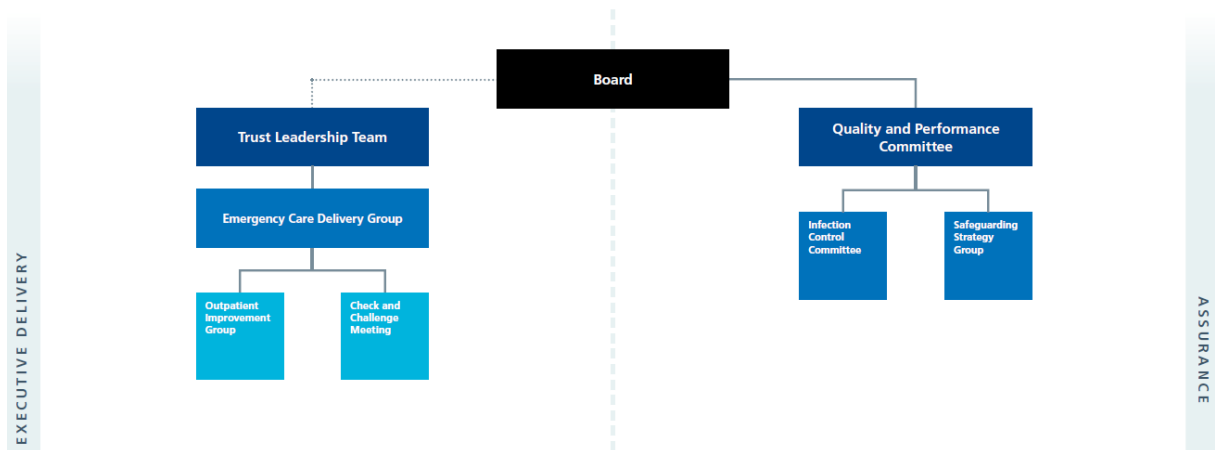 Board
Trust Leadership Team
Quality and Performance
Committee
Emergency Care Delivery Group
Infection
Control
Committee
Safeguarding
Strategy
Group
Outpatient
Improvement
Group
Check and
Challenge
Meeting
EXECUTIVE DELIVERY
ASSURANCE